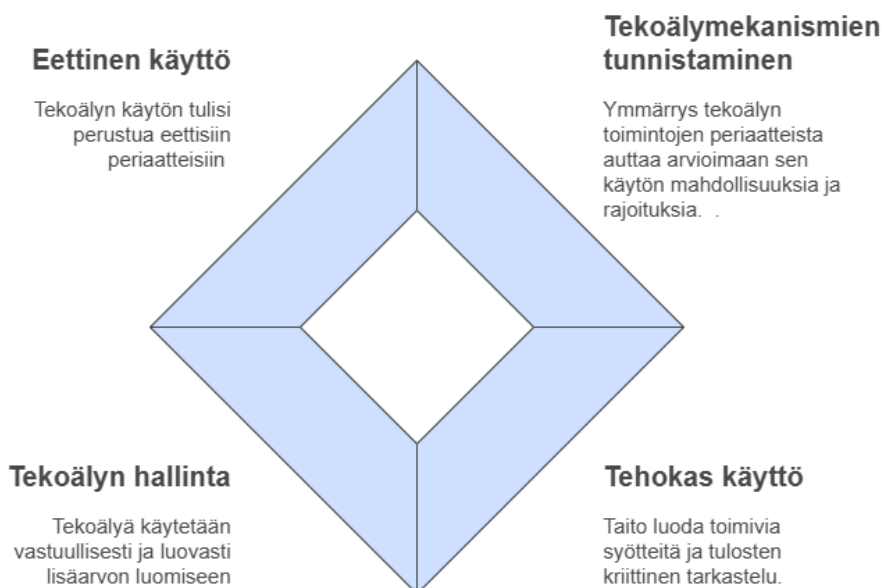 Eettinen käyttö
Tekoälyn käytön tulisi
perustua eettisiin
periaatteisiin
Tekoälymekanismien
tunnistaminen
Ymmärrys tekoälyn
toimintojen periaatteista
auttaa arvioimaan sen
käytön mahdollisuuksia ja
rajoituksia.  .
Tekoälyn hallinta
Tekoälyä käytetään
vastuullisesti ja luovasti
lisäarvon luomiseen
Tehokas käyttö
Taito luoda toimivia
syötteitä ja tulosten
kriittinen tarkastelu.